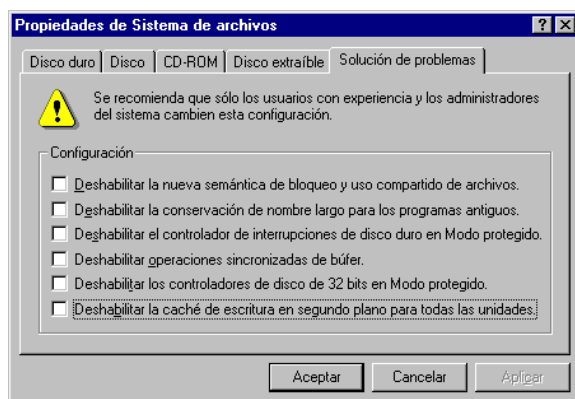 Propiedades de Sistema de archivos
Disco duro Disco CD-ROM Disco extraíble Solución de problemas
Se recomienda que sólo los usuarios con experiencia y los administradores
del sistema cambien esta configuración.
Configuración
Deshabilitar la nueva semántica de bloqueo y uso compartido de archivos.
Deshabilitar la conservación de nombre largo para los programas antiguos.
Deshabilitar el controlador de interrupciones de disco duro en Modo protegido.
Deshabilitar operaciones sincronizadas de búfer.
Deshabilitar los controladores de disco de 32 bits en Modo protegido.
Deshabilitar la caché de escritura en segundo plano para todas las unidades.
Aceptar Cancelar Aplicar